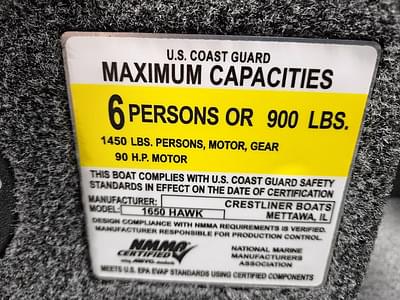 U.S. COAST GUARD
MAXIMUM CAPACITIES
6 PERSONS OR 900 LBS.
1450 LBS. PERSONS, MOTOR, GEAR
90 H.P. MOTOR
THIS BOAT COMPLIES WITH U.S. COAST GUARD SAFETY
STANDARDS IN EFFECT ON THE DATE OF CERTIFICATION
MANUFACTURER: CRESTLINER BOATS
MODEL: 1650 HAWK METTAWA, IL
DESIGN COMPLIANCE WITH NMMA REQUIREMENTS IS VERIFIED.
MANUFACTURER RESPONSIBLE FOR PRODUCTION CONTROL.
NMMA
CERTIFIED
NATIONAL MARINE
MANUFACTURERS
ASSOCIATION
MEETS U.S. EPA EVAP STANDARDS USING CERTIFIED COMPONENTS